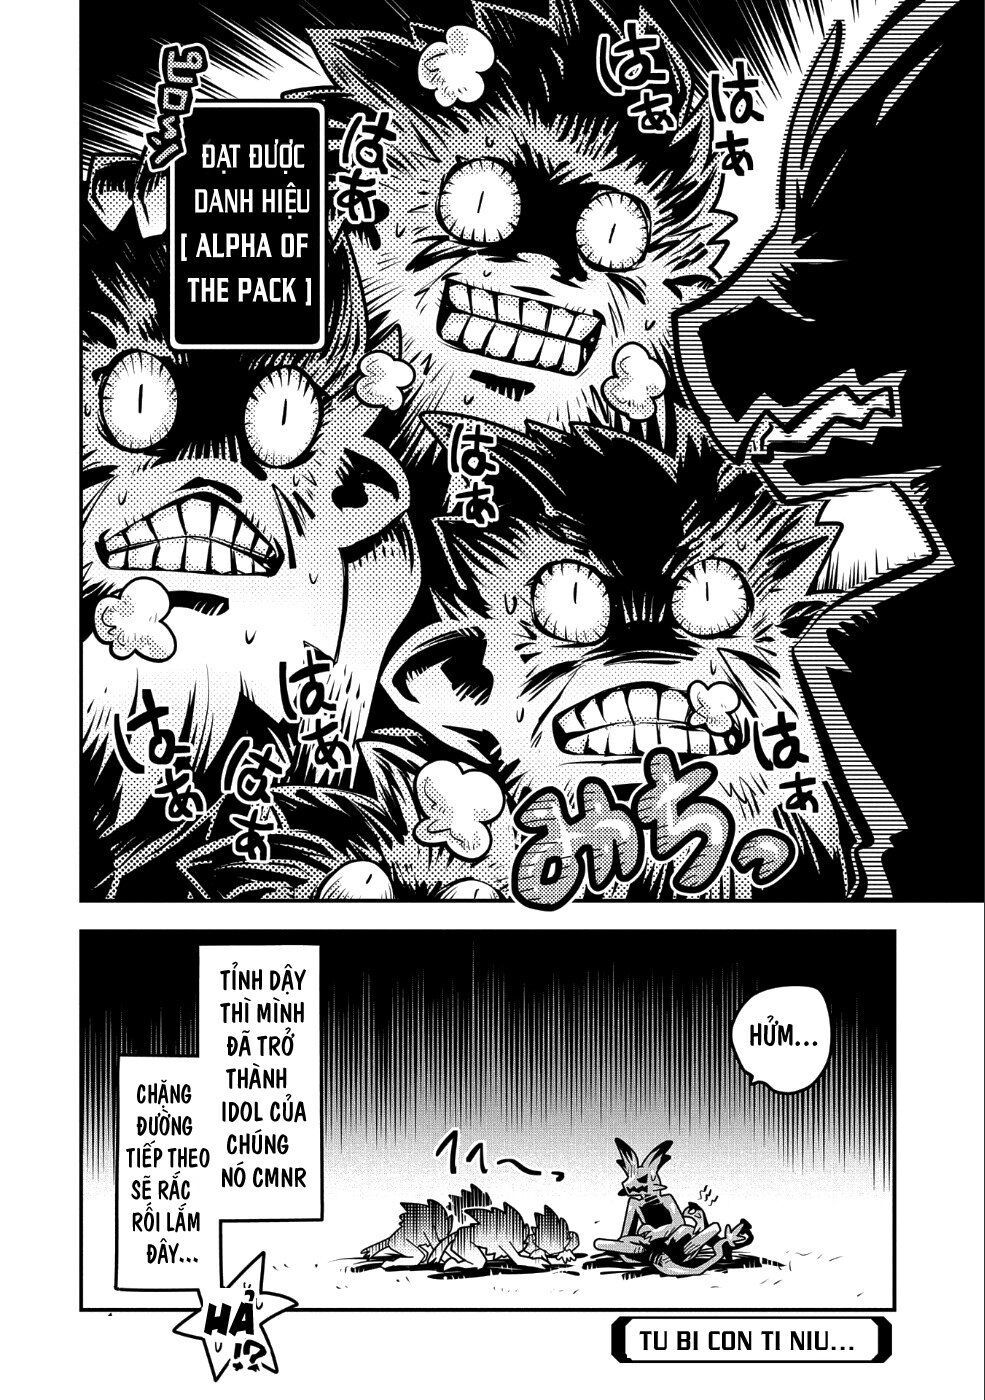 ピロンッ
ĐẠT ĐƯỢC
DANH HIỆU
[ ALPHA OF
THE PACK ]
はぁ
はぁ
はぁ
はぁ
はぁ
はぁ
はぁ
はぁ
みちっ
HỬM...
TỈNH DẬY
THÌ MÌNH
ĐÃ TRỞ
THÀNH
IDOL CỦA
CHÚNG
NÓ CMNR
CHẶNG
ĐƯỜNG
TIẾP THEO
SẼ RẮC
RỐI LẮM
ĐÂY...
へへ〜
HẢ
!?
TU BI CON TI NIU...